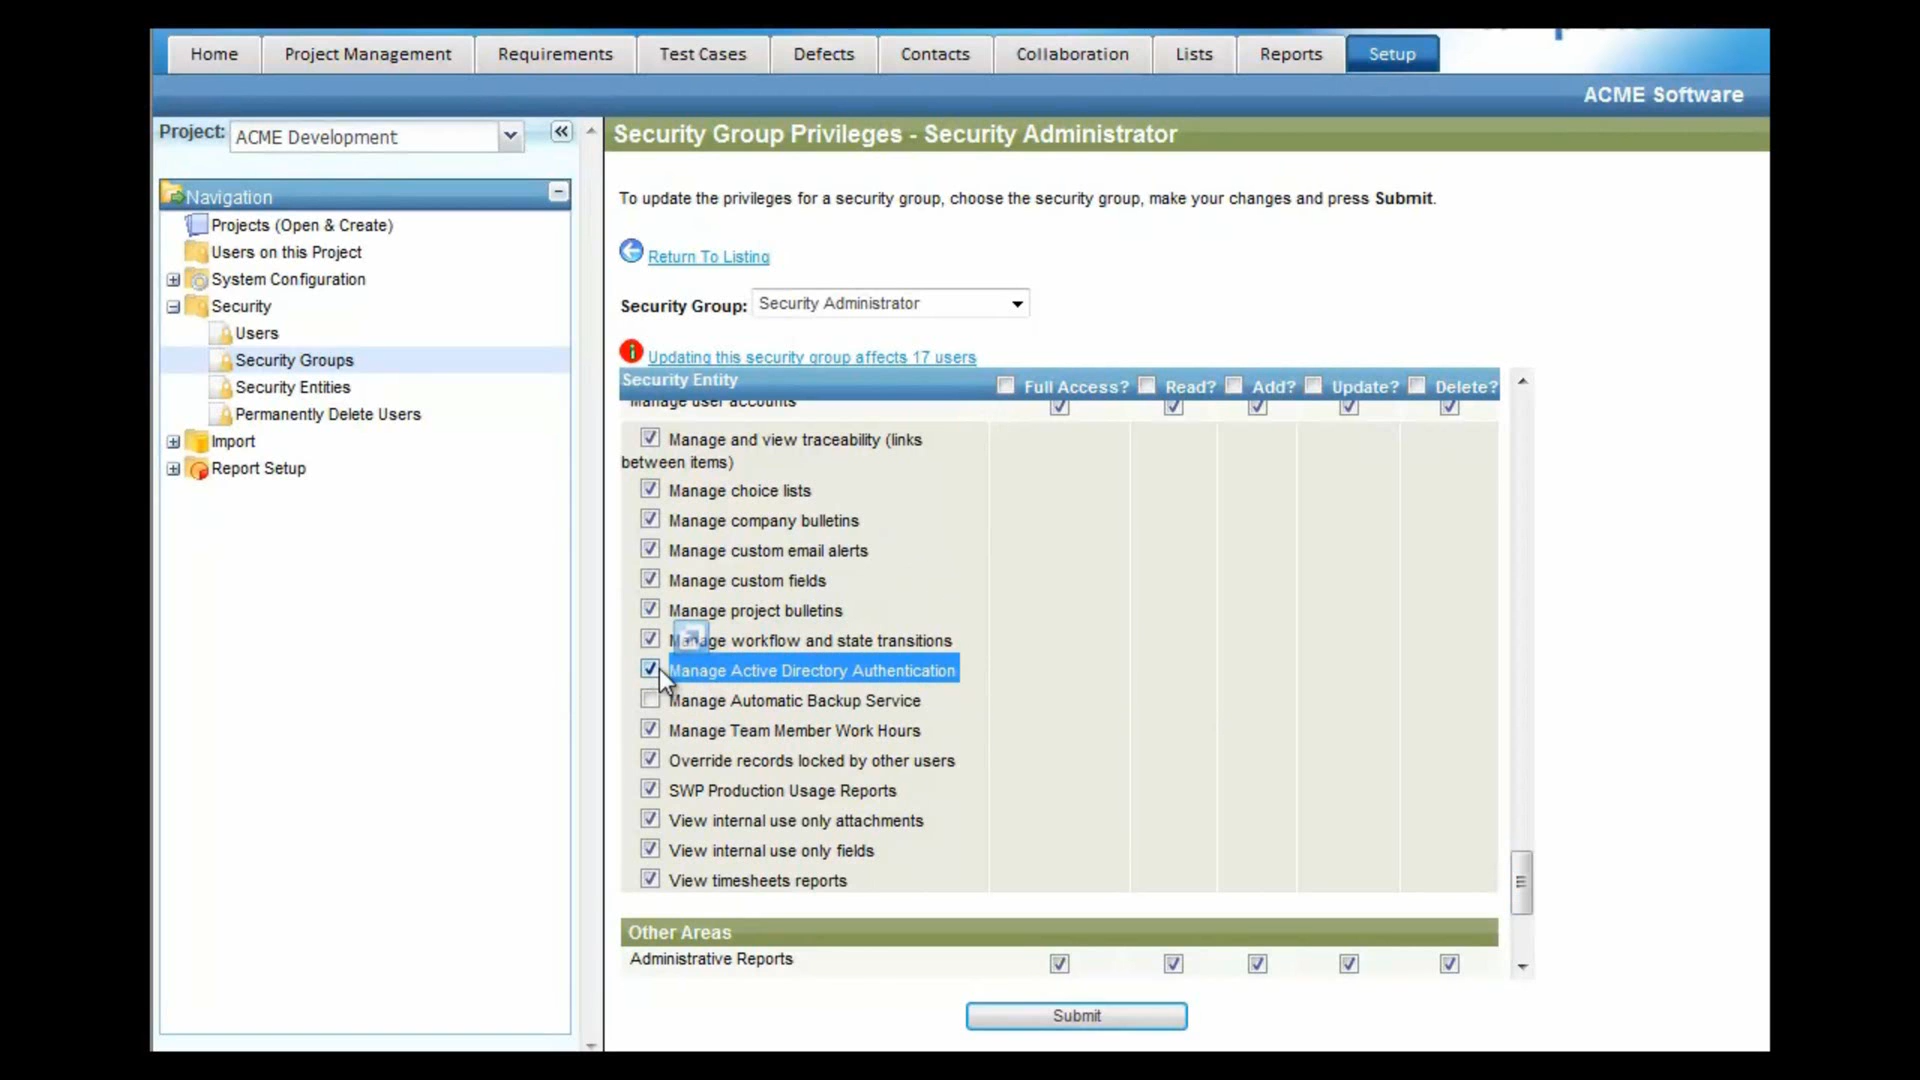 Home
Project Management
Requirements
Test Cases
Defects
Contacts
Collaboration
Lists
Reports
Setup
ACME Software
Project:
ACME Development
Navigation
Projects (Open & Create)
Users on this Project
System Configuration
Security
Users
Security Groups
Security Entities
Permanently Delete Users
Import
Report Setup
Security Group Privileges - Security Administrator
To update the privileges for a security group, choose the security group, make your changes and press Submit.
Return To Listing
Security Group: Security Administrator
Updating this security group affects 17 users
Security Entity
Full Access?
Read?
Add?
Update?
Delete?
Manage user accounts
Manage and view traceability (links
between items)
Manage choice lists
Manage company bulletins
Manage custom email alerts
Manage custom fields
Manage project bulletins
Manage workflow and state transitions
Manage Active Directory Authentication
Manage Automatic Backup Service
Manage Team Member Work Hours
Override records locked by other users
SWP Production Usage Reports
View internal use only attachments
View internal use only fields
View timesheets reports
Other Areas
Administrative Reports
Submit